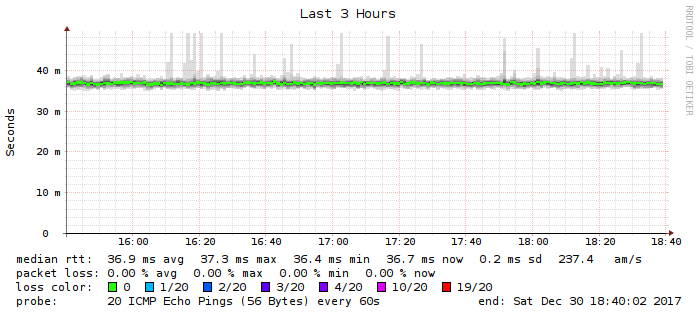 Last 3 Hours
RRDTOOL / TOBI OETIKER
Seconds
40 m
30 m
20 m
10 m
0
16:00 16:20 16:40 17:00 17:20 17:40 18:00 18:20 18:40
median rtt: 36.9 ms avg 37.3 ms max 36.4 ms min 36.7 ms now 0.2 ms sd 237.4 am/s
packet loss: 0.00 % avg 0.00 % max 0.00 % min 0.00 % now
loss color: 0 1/20 2/20 3/20 4/20 10/20 19/20
probe: 20 ICMP Echo Pings (56 Bytes) every 60s end: Sat Dec 30 18:40:02 2017